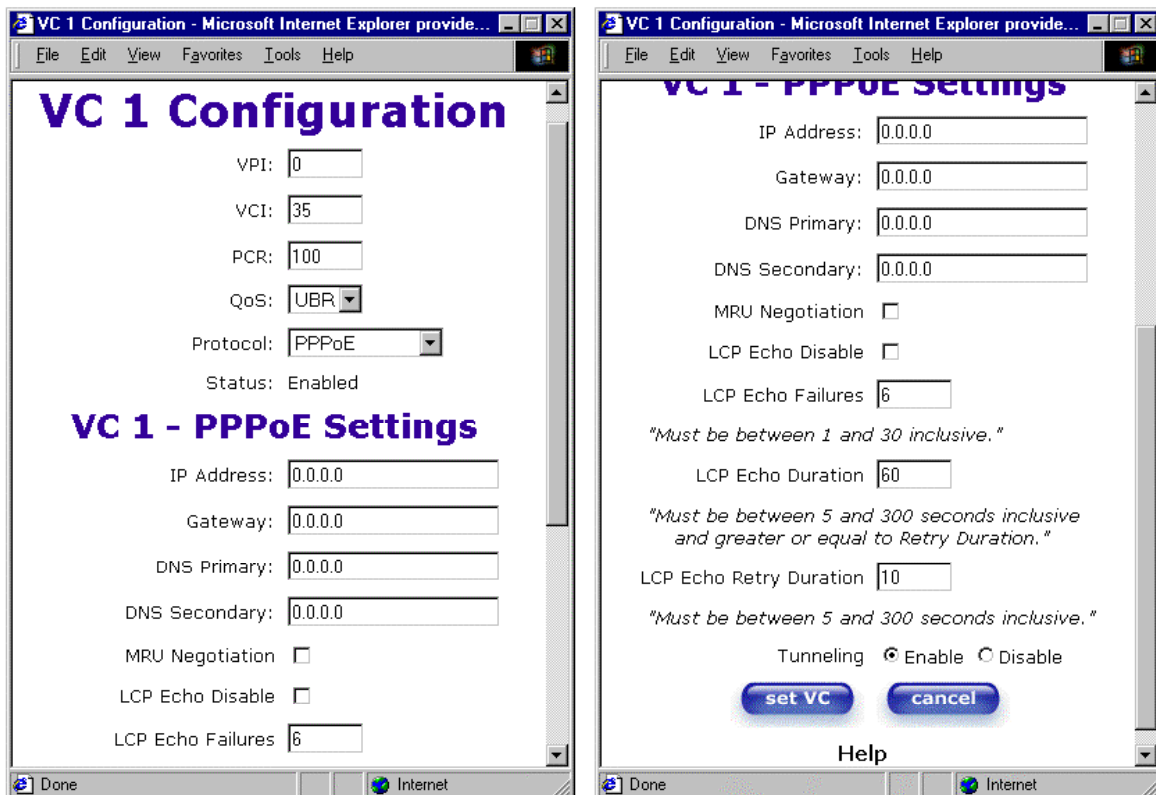 VC 1 Configuration - Microsoft Internet Explorer provide...
File Edit View Favorites Tools Help
VC 1 Configuration
VPI: 0
VCI: 35
PCR: 100
QoS: UBR
Protocol: PPPoE
Status: Enabled
VC 1 - PPPoE Settings
IP Address: 0.0.0.0
Gateway: 0.0.0.0
DNS Primary: 0.0.0.0
DNS Secondary: 0.0.0.0
MRU Negotiation
LCP Echo Disable
LCP Echo Failures 6
Done Internet
VC 1 Configuration - Microsoft Internet Explorer provide...
File Edit View Favorites Tools Help
VC 1 - PPPoE Settings
IP Address: 0.0.0.0
Gateway: 0.0.0.0
DNS Primary: 0.0.0.0
DNS Secondary: 0.0.0.0
MRU Negotiation
LCP Echo Disable
LCP Echo Failures 6
"Must be between 1 and 30 inclusive."
LCP Echo Duration 60
"Must be between 5 and 300 seconds inclusive
and greater or equal to Retry Duration."
LCP Echo Retry Duration 10
"Must be between 5 and 300 seconds inclusive."
Tunneling Enable Disable
set VC cancel
Help
Done Internet